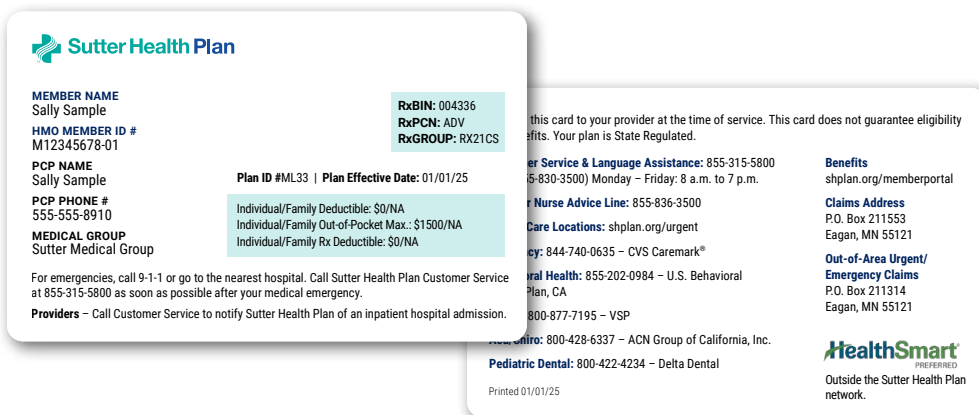 Sutter Health Plan
MEMBER NAME
Sally Sample
HMO MEMBER ID #
M12345678-01
PCP NAME
Sally Sample
PCP PHONE #
555-555-8910
MEDICAL GROUP
Sutter Medical Group
RxBIN: 004336
RxPCN: ADV
RxGROUP: RX21CS
Plan ID #ML33 | Plan Effective Date: 01/01/25
Individual/Family Deductible: $0/NA
Individual/Family Out-of-Pocket Max.: $1500/NA
Individual/Family Rx Deductible: $0/NA
For emergencies, call 9-1-1 or go to the nearest hospital. Call Sutter Health Plan Customer Service
at 855-315-5800 as soon as possible after your medical emergency.
Providers – Call Customer Service to notify Sutter Health Plan of an inpatient hospital admission.
this card to your provider at the time of service. This card does not guarantee eligibility
Your plan is State Regulated.
Service & Language Assistance: 855-315-5800
830-3500) Monday – Friday: 8 a.m. to 7 p.m.
Nurse Advice Line: 855-836-3500
Care Locations: shplan.org/urgent
844-740-0635 – CVS Caremark®
Health: 855-202-0984 – U.S. Behavioral
Plan, CA
800-877-7195 – VSP
800-428-6337 – ACN Group of California, Inc.
Pediatric Dental: 800-422-4234 – Delta Dental
Printed 01/01/25
Benefits
shplan.org/memberportal
Claims Address
P.O. Box 211553
Eagan, MN 55121
Out-of-Area Urgent/
Emergency Claims
P.O. Box 211314
Eagan, MN 55121
HealthSmart
PREFERRED
Outside the Sutter Health Plan
network.